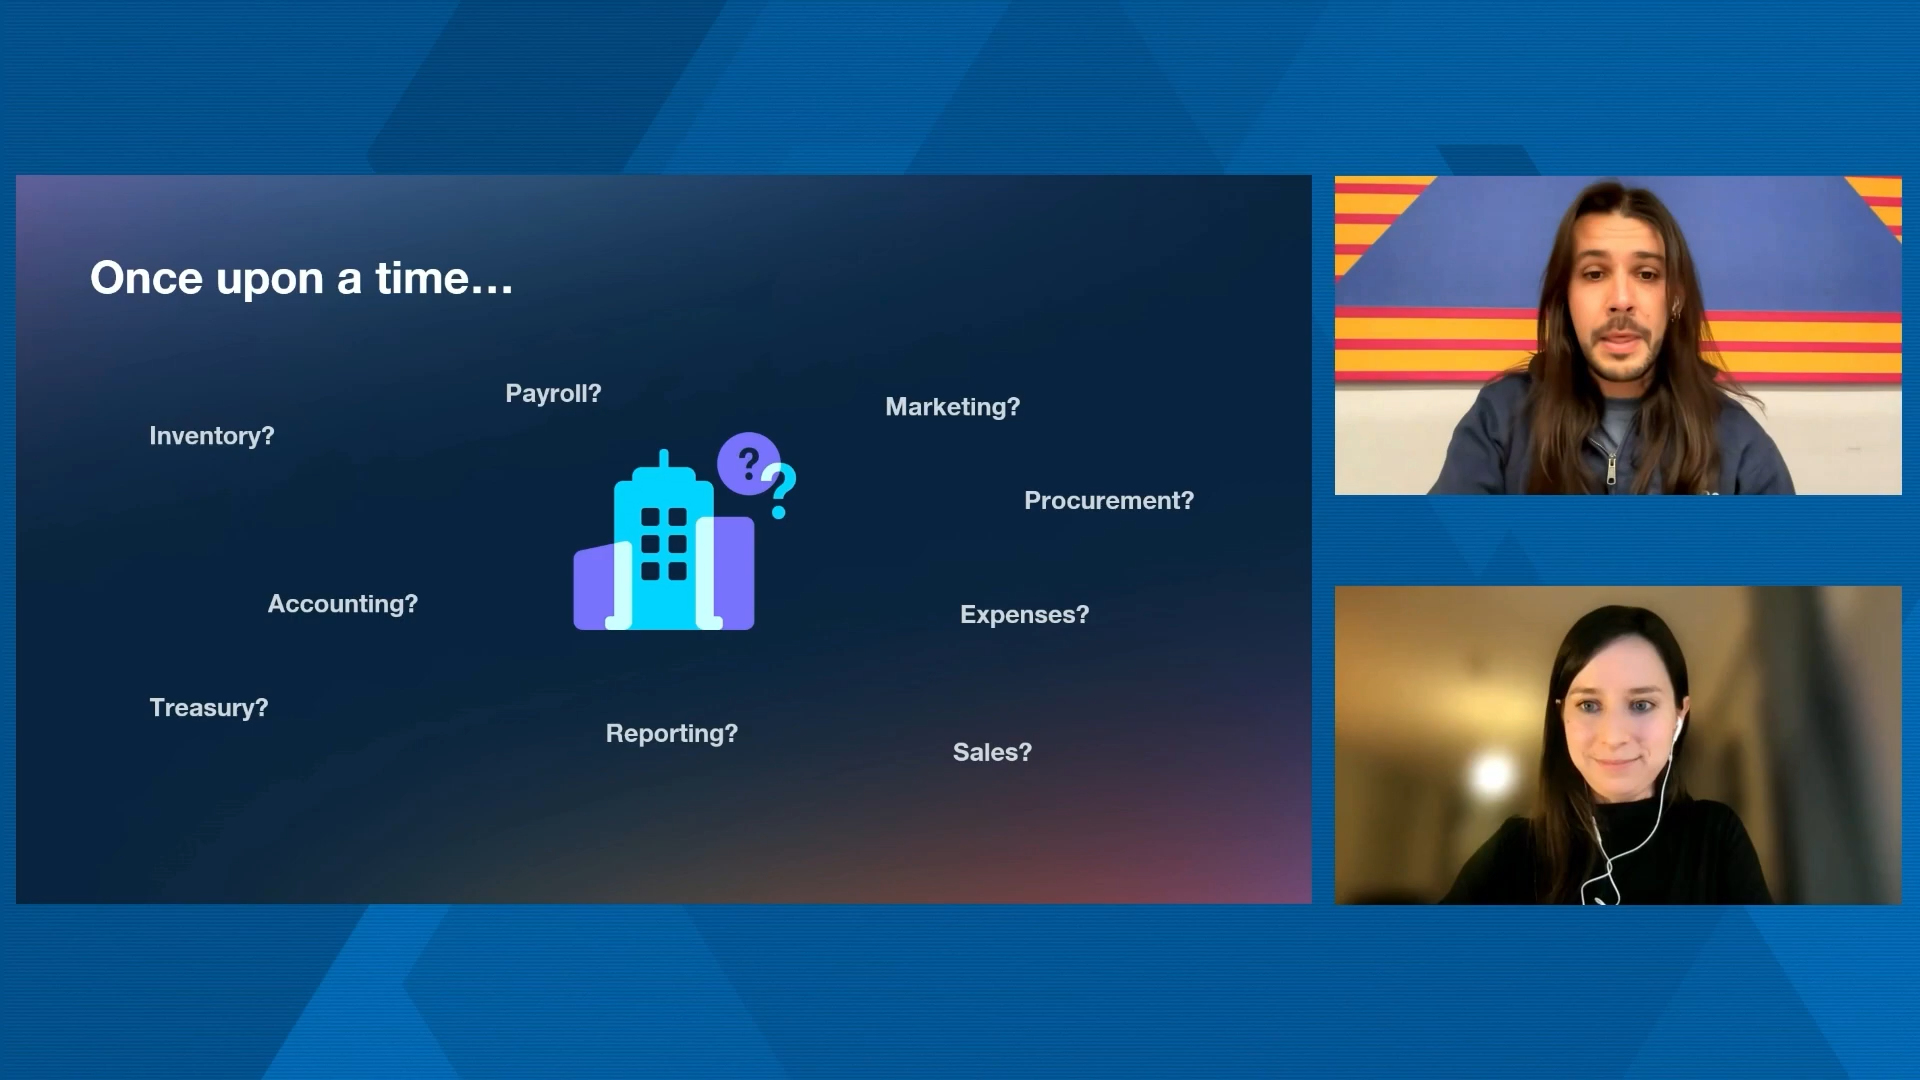 Once upon a time...
Payroll?
Marketing?
Inventory?
??
Procurement?
Accounting?
Expenses?
Treasury?
Reporting?
Sales?